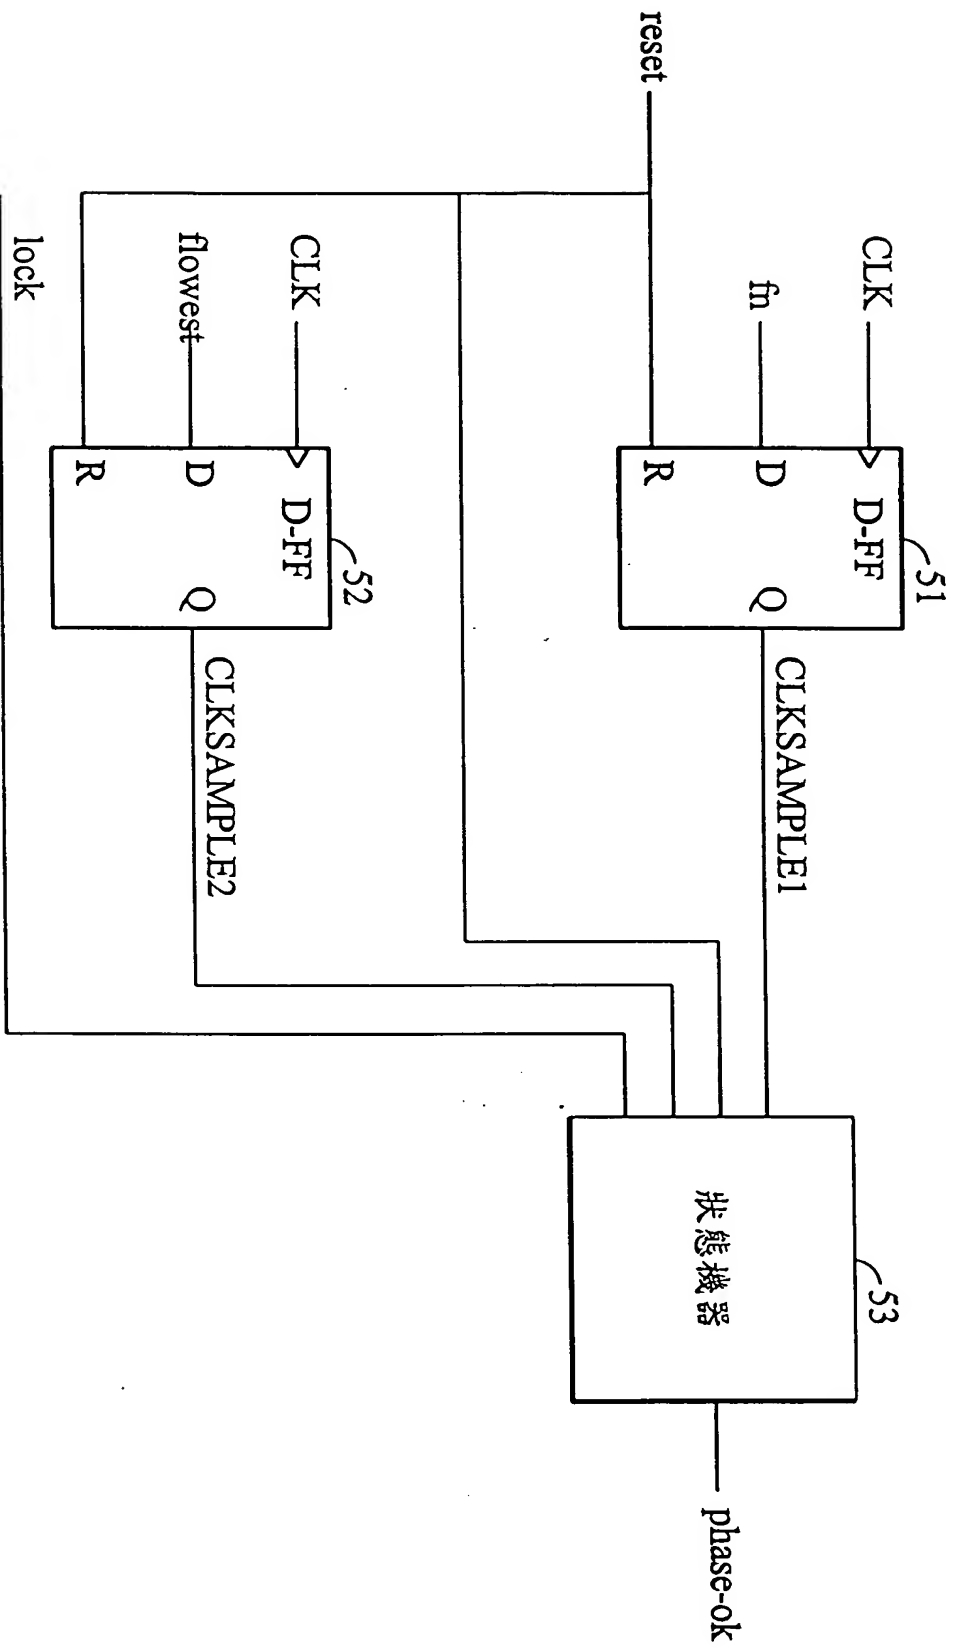 CLK
D-FF
51
fn
D
Q
CLKSAMPLE1
reset
R
CLK
D-FF
52
flowest
D
Q
CLKSAMPLE2
R
lock
狀態機器
53
phase-ok